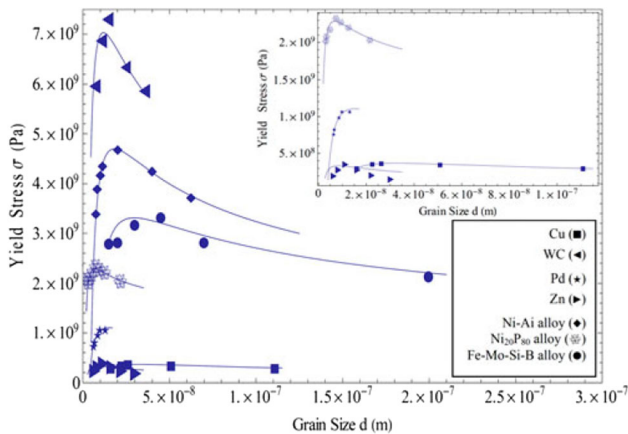 7.×10⁹
6.×10⁹
5.×10⁹
4.×10⁹
3.×10⁹
2.×10⁹
1.×10⁹
0
Yield Stress σ (Pa)
0
5.×10⁻⁸
1.×10⁻⁷
1.5×10⁻⁷
2.×10⁻⁷
2.5×10⁻⁷
3.×10⁻⁷
Grain Size d (m)
2.×10⁹
1.5×10⁹
1.×10⁹
5.×10⁸
Yield Stress σ (Pa)
0
2.×10⁻⁸
4.×10⁻⁸
6.×10⁻⁸
8.×10⁻⁸
1.×10⁻⁷
Grain Size d (m)
Cu (■)
WC (◀)
Pd (★)
Zn (▶)
Ni-Ai alloy (◆)
Ni₂₀P₈₀ alloy (❆)
Fe-Mo-Si-B alloy (●)